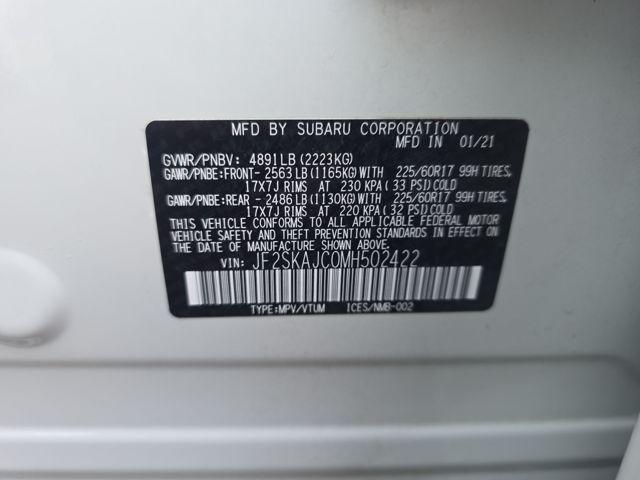 MFD BY SUBARU CORPORATION
MFD IN 01/21
GVWR/PNBV: 4891LB (2223KG)
GAWR/PNBE:FRONT- 2563LB (1165KG)WITH 225/60R17 99H TIRES,
17X7J RIMS AT 230 KPA (33 PSI)COLD
GAWR/PNBE:REAR - 2486LB (1130KG)WITH 225/60R17 99H TIRES,
17X7J RIMS AT 220 KPA (32 PSI)COLD
THIS VEHICLE CONFORMS TO ALL APPLICABLE FEDERAL MOTOR
VEHICLE SAFETY AND THEFT PREVENTION STANDARDS IN EFFECT
ON THE DATE OF MANUFACTURE SHOWN ABOVE.
VIN: JF2SKAJC0MH502422
TYPE:MPV/VTUM ICES/NMB-002